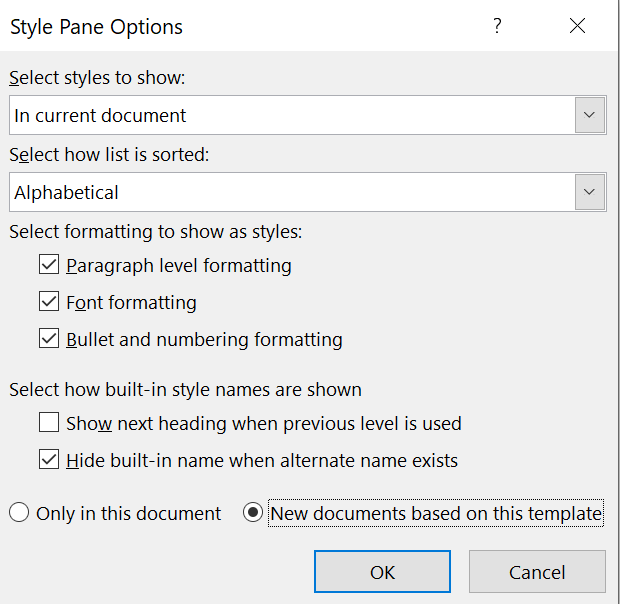 Style Pane Options ?
Select styles to show:
In current document
Select how list is sorted:
Alphabetical
Select formatting to show as styles:
Paragraph level formatting
Font formatting
Bullet and numbering formatting
Select how built-in style names are shown
Show next heading when previous level is used
Hide built-in name when alternate name exists
Only in this document New documents based on this template
OK Cancel